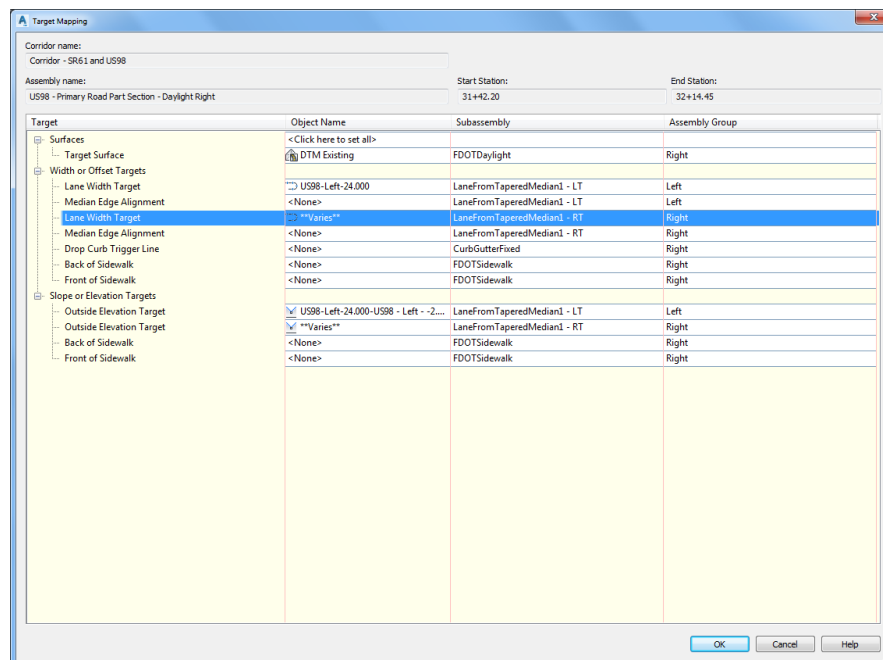 Target Mapping
Corridor name:
Corridor - SR61 and US98
Assembly name: Start Station: End Station:
US98 - Primary Road Part Section - Daylight Right 31+42.20 32+14.45
Target Object Name Subassembly Assembly Group
Surfaces <Click here to set all>
Target Surface DTM Existing FDOTDaylight Right
Width or Offset Targets
Lane Width Target US98-Left-24.000 LaneFromTaperedMedian1 - LT Left
Median Edge Alignment <None> LaneFromTaperedMedian1 - LT Left
Lane Width Target **Varies** LaneFromTaperedMedian1 - RT Right
Median Edge Alignment <None> LaneFromTaperedMedian1 - RT Right
Drop Curb Trigger Line <None> CurbGutterFixed Right
Back of Sidewalk <None> FDOTSidewalk Right
Front of Sidewalk <None> FDOTSidewalk Right
Slope or Elevation Targets
Outside Elevation Target US98-Left-24.000-US98 - Left - -2.... LaneFromTaperedMedian1 - LT Left
Outside Elevation Target **Varies** LaneFromTaperedMedian1 - RT Right
Back of Sidewalk <None> FDOTSidewalk Right
Front of Sidewalk <None> FDOTSidewalk Right
OK Cancel Help